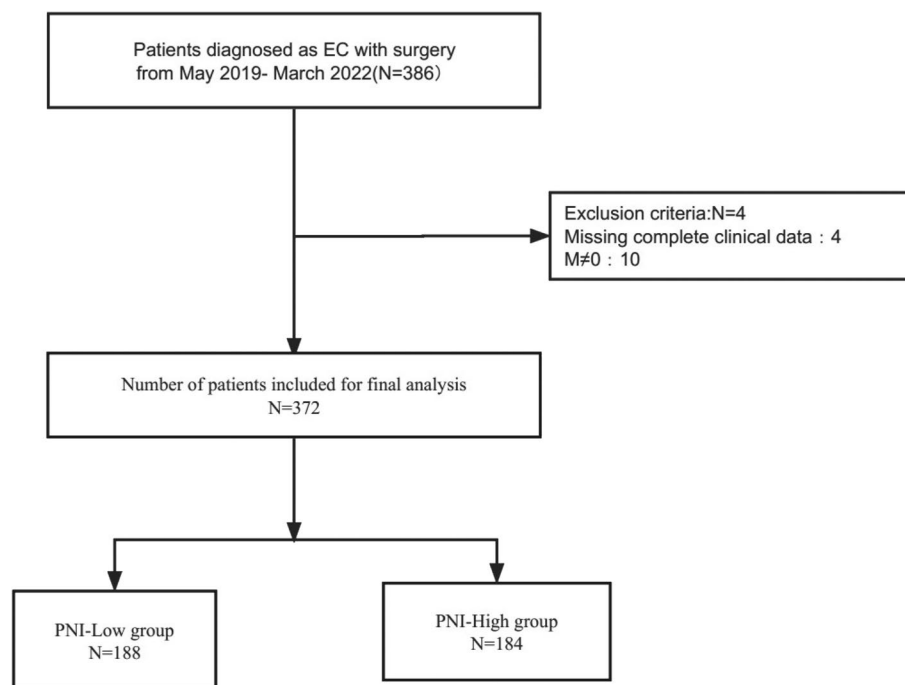 Patients diagnosed as EC with surgery
from May 2019- March 2022(N=386）
Exclusion criteria:N=4
Missing complete clinical data：4
M≠0：10
Number of patients included for final analysis
N=372
PNI-Low group
N=188
PNI-High group
N=184